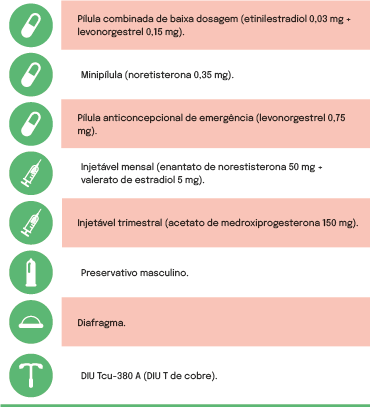 Pílula combinada de baixa dosagem (etinilestradiol 0,03 mg +
levonorgestrel 0,15 mg).
Minipílula (noretisterona 0,35 mg).
Pílula anticoncepcional de emergência (levonorgestrel 0,75
mg).
Injetável mensal (enantato de norestisterona 50 mg +
valerato de estradiol 5 mg).
Injetável trimestral (acetato de medroxiprogesterona 150 mg).
Preservativo masculino.
Diafragma.
DIU Tcu-380 A (DIU T de cobre).